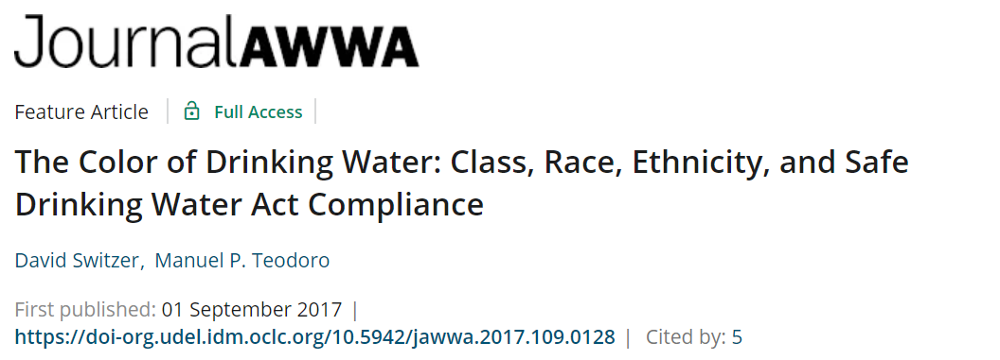 JournalAWWA
Feature Article | Full Access |
The Color of Drinking Water: Class, Race, Ethnicity, and Safe
Drinking Water Act Compliance
David Switzer, Manuel P. Teodoro
First published: 01 September 2017 |
https://doi-org.udel.idm.oclc.org/10.5942/jawwa.2017.109.0128 | Cited by: 5